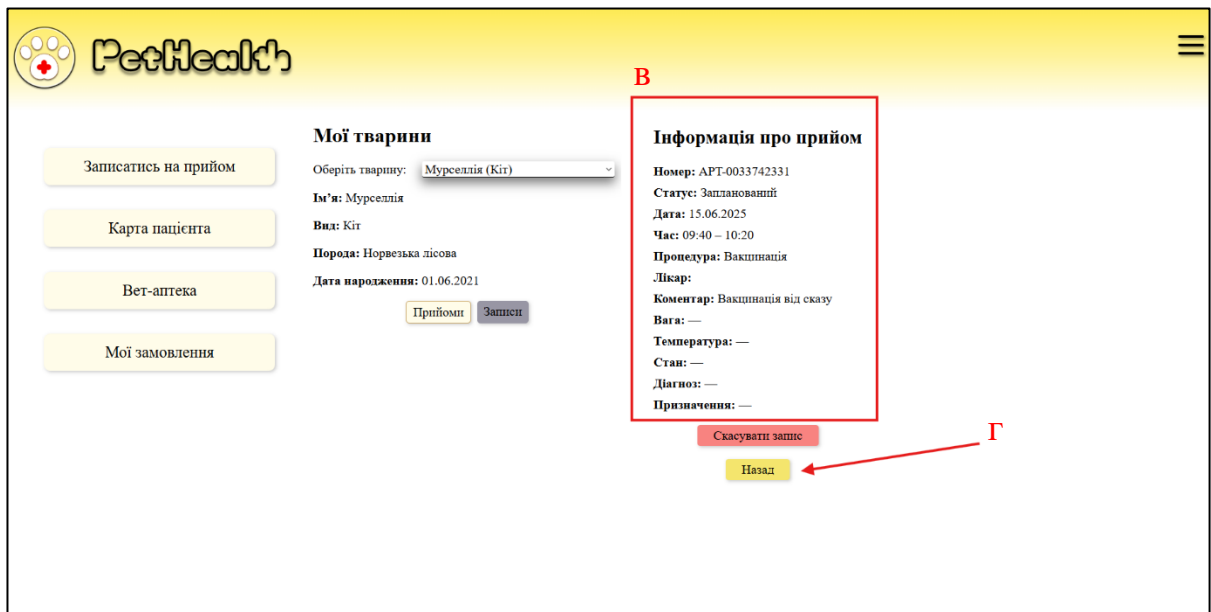 PetHealth
В
Записатись на прийом
Карта пацієнта
Вет-аптека
Мої замовлення
Мої тварини
Оберіть тварину: Мурселлія (Кіт)
Ім’я: Мурселлія
Вид: Кіт
Порода: Норвезька лісова
Дата народження: 01.06.2021
Прийоми Записи
Інформація про прийом
Номер: APT-0033742331
Статус: Запланований
Дата: 15.06.2025
Час: 09:40 – 10:20
Процедура: Вакцинація
Лікар:
Коментар: Вакцинація від сказу
Вага: —
Температура: —
Стан: —
Діагноз: —
Призначення: —
Скасувати запис
Назад
Г